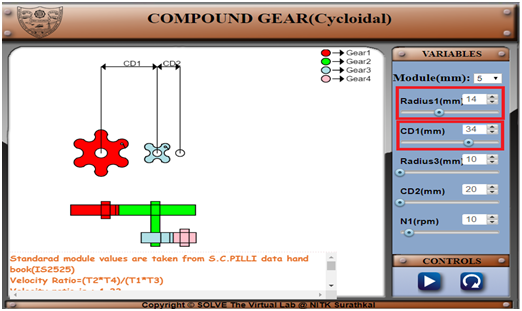 COMPOUND GEAR(Cycloidal)
CD1
CD2
Gear1
Gear2
Gear3
Gear4
Standarad module values are taken from S.C.PILLI data hand
book(IS2525)
Velocity Ratio=(T2*T4)/(T1*T3)
VARIABLES
Module(mm): 5
Radius1(mm) 14
CD1(mm) 34
Radius3(mm) 10
CD2(mm) 20
N1(rpm) 10
CONTROLS
Copyright © SOLVE The Virtual Lab @ NITK Surathkal